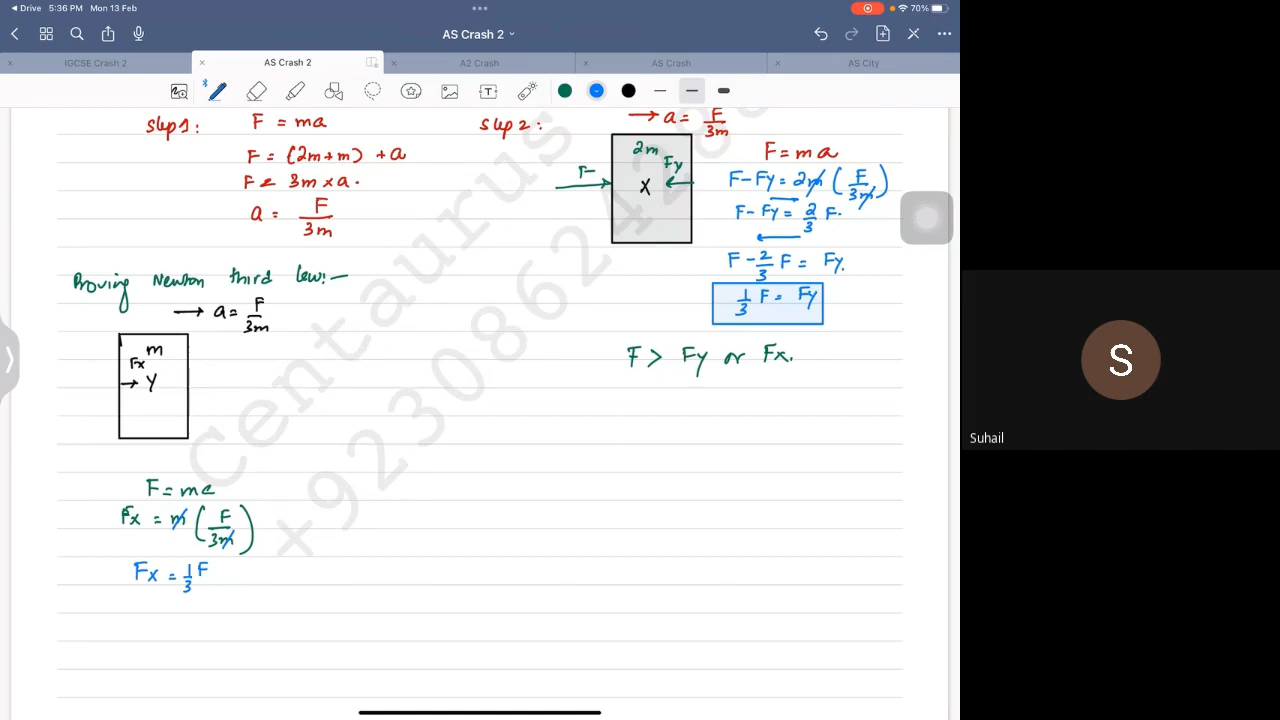 Drive 5:36 PM Mon 13 Feb 70%
AS Crash 2
IGCSE Crash 2 AS Crash 2 A2 Crash AS Crash AS City
Step 1: F = ma
F = (2m+m) + a
F = 3m × a.
a = F/3m
Step 2:
→ a = F/3m
2m
F Fy
X
F = ma
F - Fy = 2m (F/3m)
F - Fy = 2/3 F.
F - 2/3 F = Fy.
1/3 F = Fy
Proving Newton third law:-
→ a = F/3m
m
Fx
→ Y
F > Fy or Fx.
F = ma
Fx = m (F/3m)
Fx = 1/3 F
Centaurus
S
Suhail